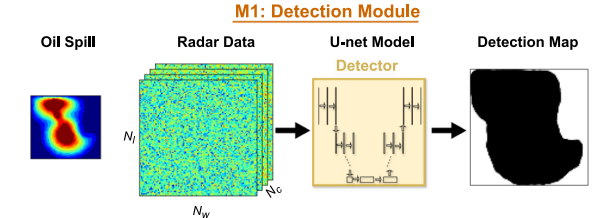 M1: Detection Module
Oil Spill
Radar Data
U-net Model
Detection Map
Detector
N_l
N_c
N_w